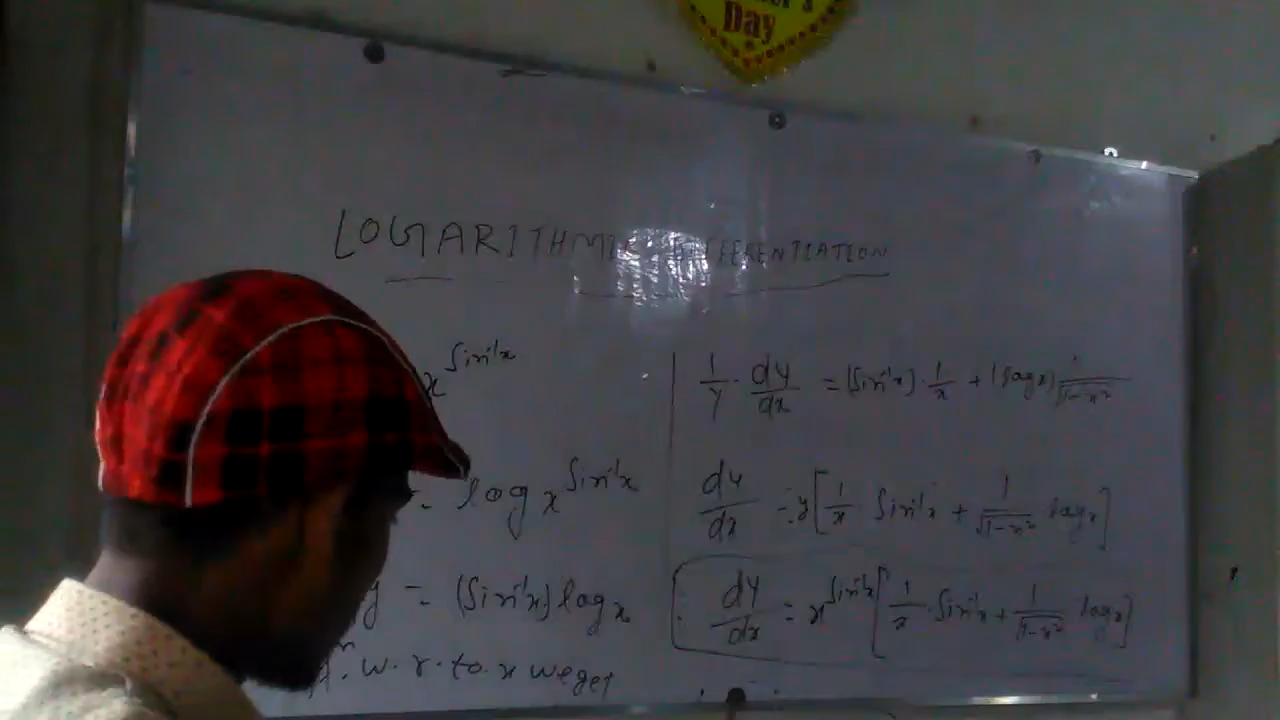 Day
LOGARITHMIC DIFFERENTIATION
x^sin⁻¹x
= log x^sin⁻¹x
y = (sin⁻¹x) log x
w.r.to.x weget
1/y · dy/dx = (sin⁻¹x) · 1/x + (log x) 1/√1-x²
dy/dx = y[1/x sin⁻¹x + 1/√1-x² log x]
dy/dx = x^sin⁻¹x [1/x · sin⁻¹x + 1/√1-x² log x]